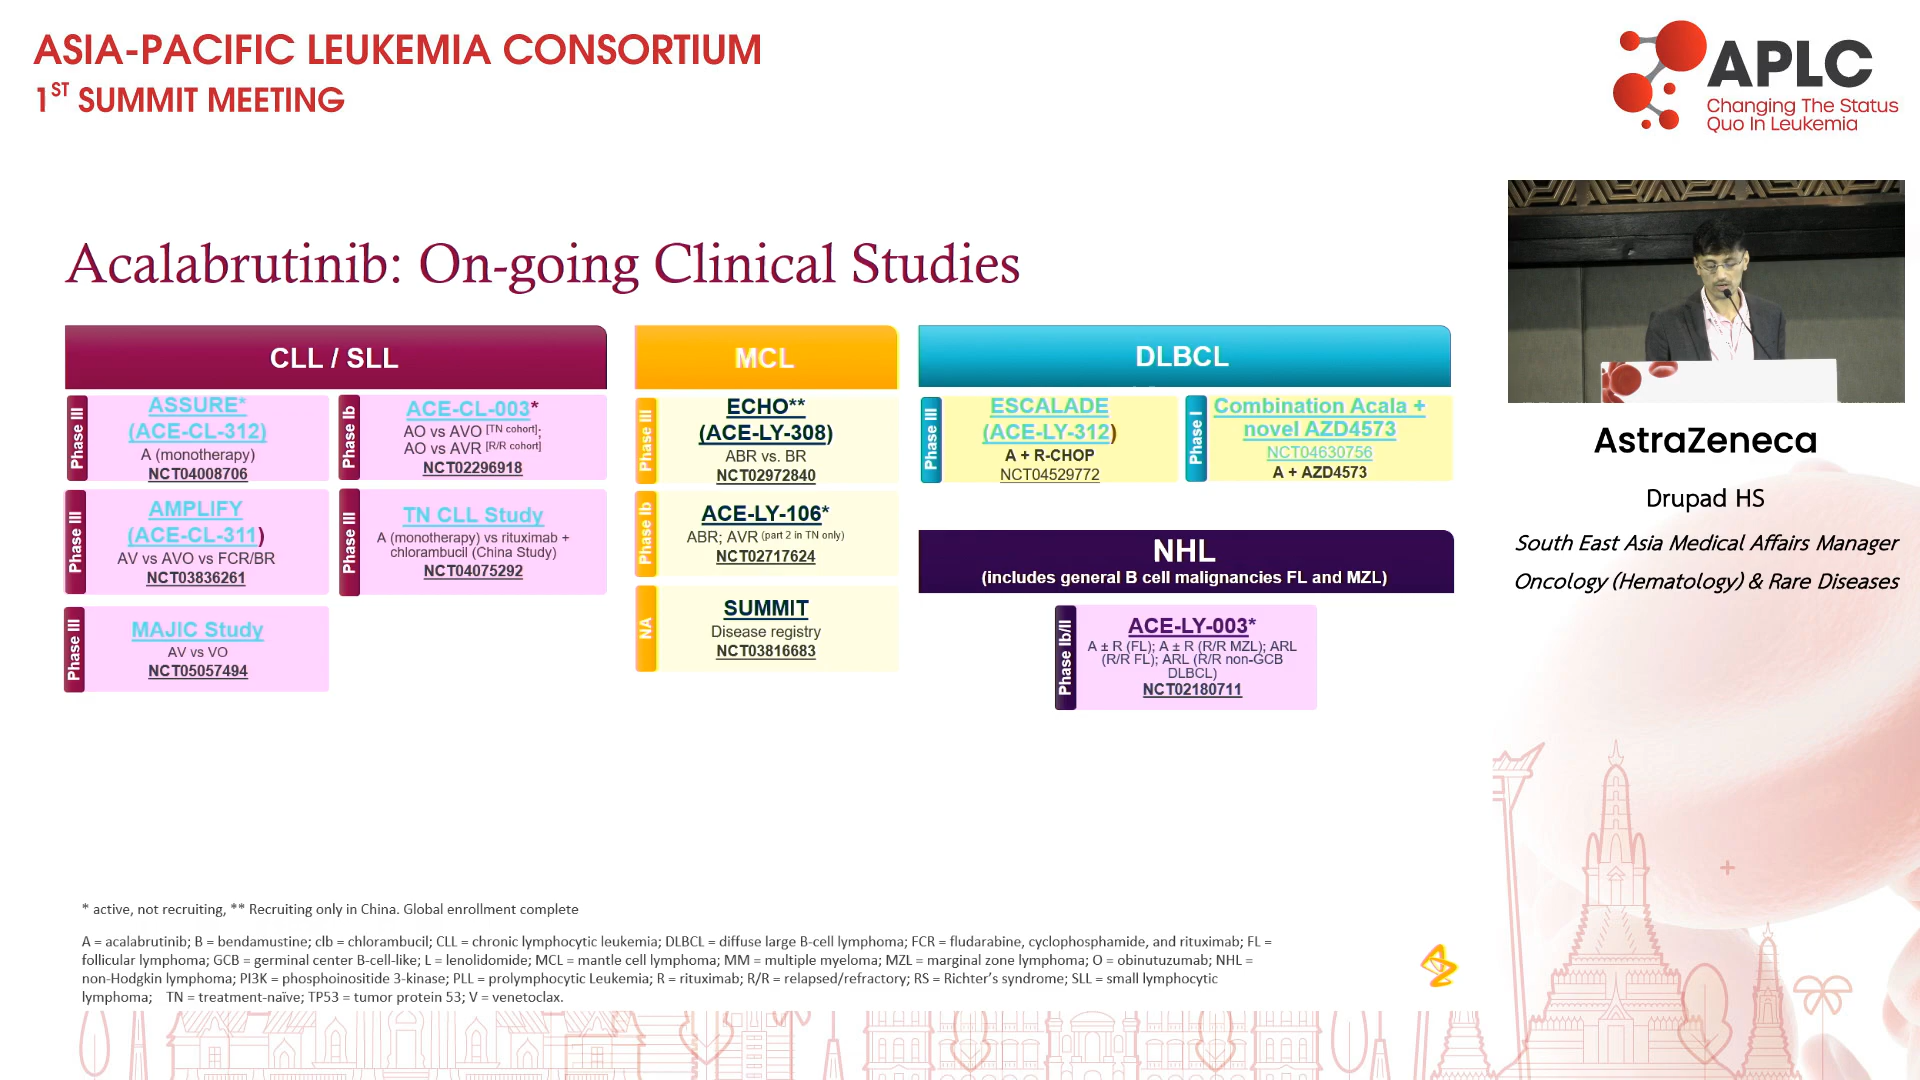 ASIA-PACIFIC LEUKEMIA CONSORTIUM
1ST SUMMIT MEETING
APLC
Changing The Status
Quo In Leukemia
Acalabrutinib: On-going Clinical Studies
CLL / SLL
Phase III
ASSURE*
(ACE-CL-312)
A (monotherapy)
NCT04008706
Phase Ib
ACE-CL-003*
AO vs AVO [TN cohort];
AO vs AVR [R/R cohort]
NCT02296918
Phase III
AMPLIFY
(ACE-CL-311)
AV vs AVO vs FCR/BR
NCT03836261
Phase III
TN CLL Study
A (monotherapy) vs rituximab +
chlorambucil (China Study)
NCT04075292
Phase III
MAJIC Study
AV vs VO
NCT05057494
MCL
Phase III
ECHO**
(ACE-LY-308)
ABR vs. BR
NCT02972840
Phase Ib
ACE-LY-106*
ABR; AVR (part 2 in TN only)
NCT02717624
NA
SUMMIT
Disease registry
NCT03816683
DLBCL
Phase III
ESCALADE
(ACE-LY-312)
A + R-CHOP
NCT04529772
Phase I
Combination Acala +
novel AZD4573
NCT04630756
A + AZD4573
NHL
(includes general B cell malignancies FL and MZL)
Phase Ib/II
ACE-LY-003*
A ± R (FL); A ± R (R/R MZL); ARL
(R/R FL); ARL (R/R non-GCB
DLBCL)
NCT02180711
AstraZeneca
Drupad HS
South East Asia Medical Affairs Manager
Oncology (Hematology) & Rare Diseases
* active, not recruiting, ** Recruiting only in China. Global enrollment complete
A = acalabrutinib; B = bendamustine; clb = chlorambucil; CLL = chronic lymphocytic leukemia; DLBCL = diffuse large B-cell lymphoma; FCR = fludarabine, cyclophosphamide, and rituximab; FL =
follicular lymphoma; GCB = germinal center B-cell-like; L = lenolidomide; MCL = mantle cell lymphoma; MM = multiple myeloma; MZL = marginal zone lymphoma; O = obinutuzumab; NHL =
non-Hodgkin lymphoma; PI3K = phosphoinositide 3-kinase; PLL = prolymphocytic Leukemia; R = rituximab; R/R = relapsed/refractory; RS = Richter's syndrome; SLL = small lymphocytic
lymphoma; TN = treatment-naïve; TP53 = tumor protein 53; V = venetoclax.